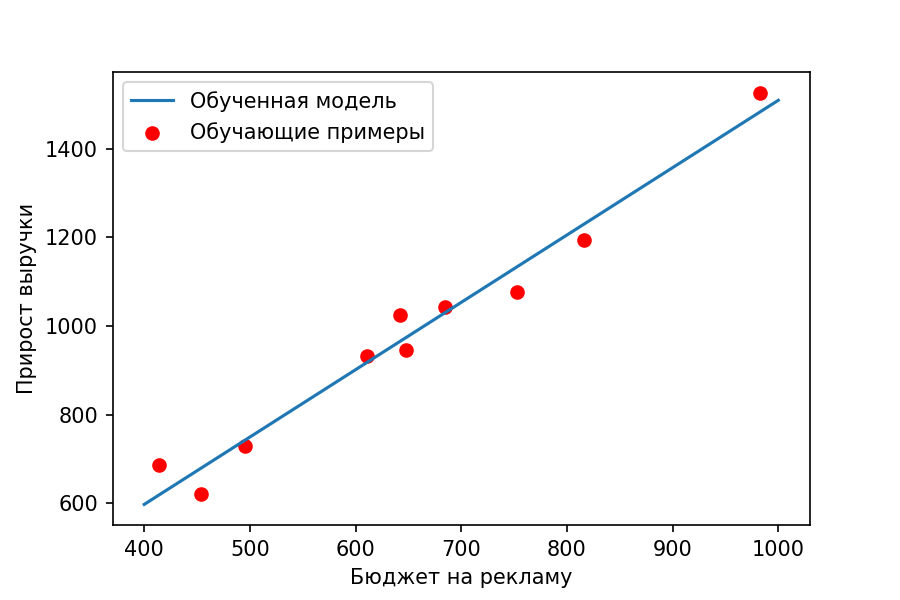 Обученная модель
Обучающие примеры
1400
1200
1000
800
600
Прирост выручки
400 500 600 700 800 900 1000
Бюджет на рекламу